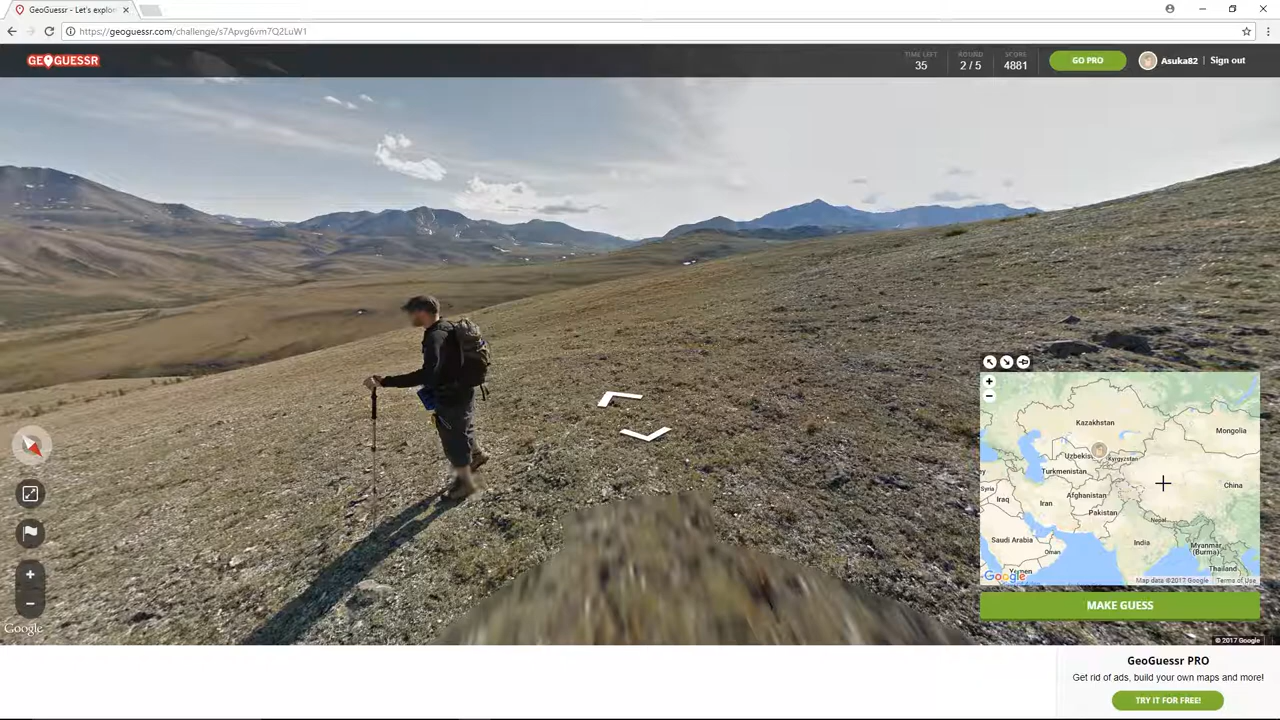 GeoGuessr - Let's explor
https://geoguessr.com/challenge/s7Apvg6vm7Q2LuW1
GEOGUESSR
TIME LEFT
35
ROUND
2 / 5
SCORE
4881
GO PRO
Asuka82 | Sign out
Kazakhstan
Mongolia
Uzbekis
Kyrgyzstan
Turkmenistan
China
Syria
Afghanistan
Iraq
Iran
Pakistan
Nepal
Saudi Arabia
Oman
India
Myanmar
(Burma)
Yemen
Thailand
Google
Map data ©2017 Google
Terms of Use
MAKE GUESS
Google
© 2017 Google
GeoGuessr PRO
Get rid of ads, build your own maps and more!
TRY IT FOR FREE!